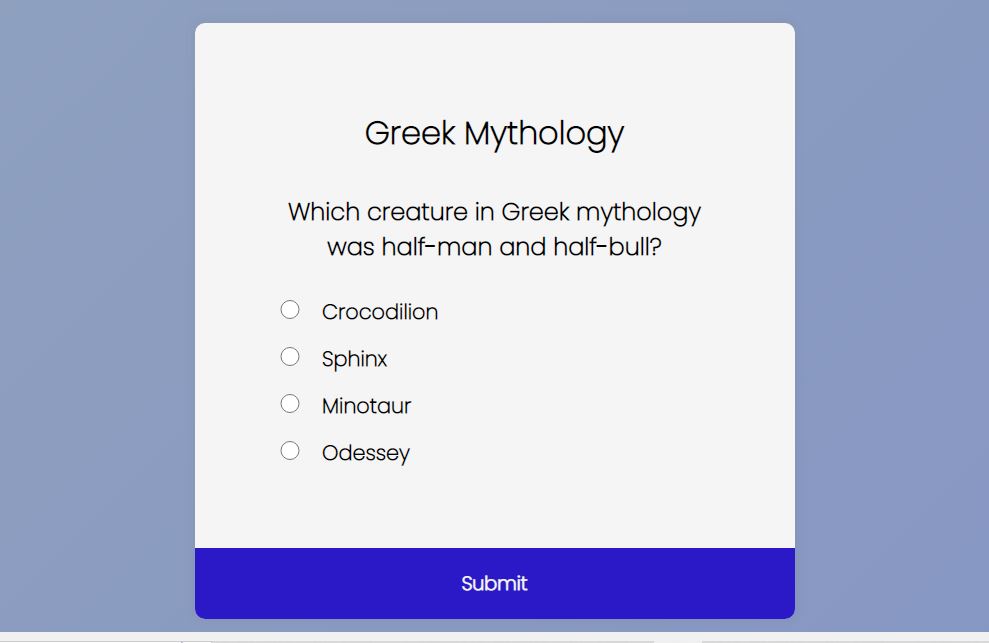 Greek Mythology
Which creature in Greek mythology
was half-man and half-bull?
Crocodilion
Sphinx
Minotaur
Odessey
Submit